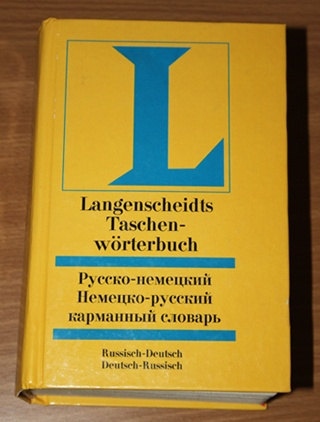 L
Langenscheidts
Taschen-
wörterbuch
Русско-немецкий
Немецко-русский
карманный словарь
Russisch-Deutsch
Deutsch-Russisch